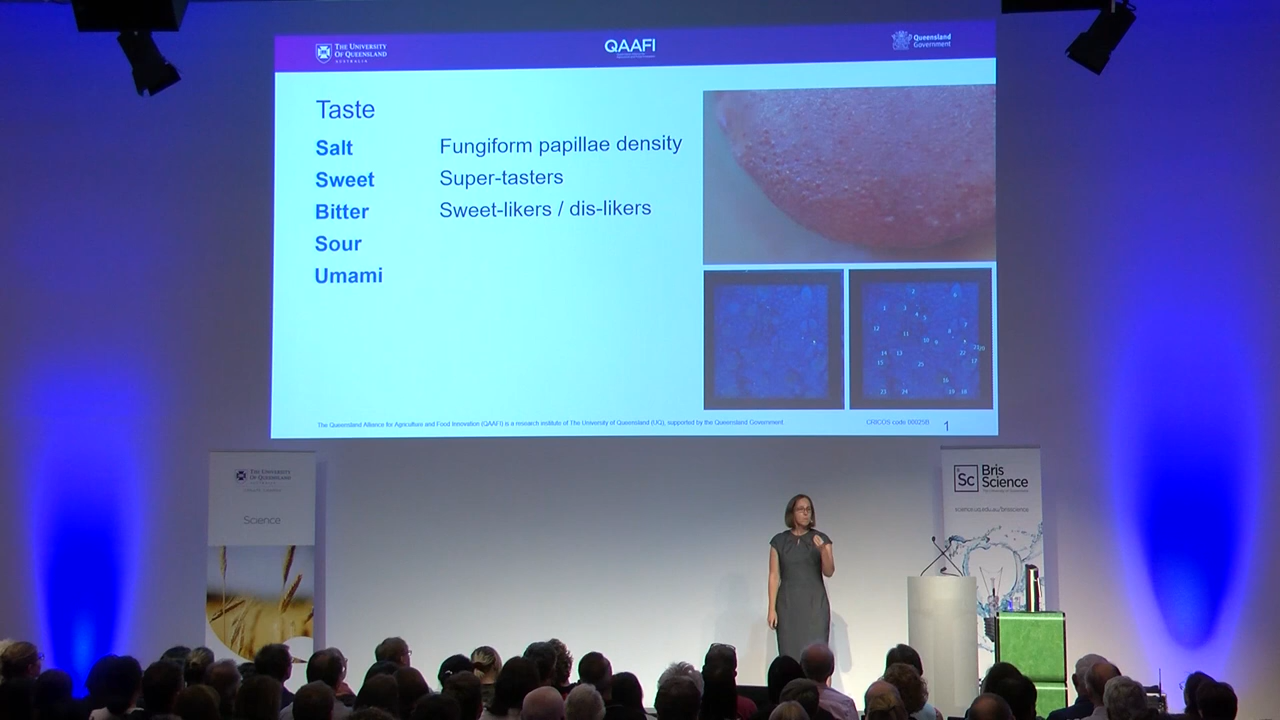 THE UNIVERSITY
OF QUEENSLAND
AUSTRALIA
QAAFI
Queensland
Government
Taste
Salt
Sweet
Bitter
Sour
Umami
Fungiform papillae density
Super-tasters
Sweet-likers / dis-likers
The Queensland Alliance for Agriculture and Food Innovation (QAAFI) is a research institute of The University of Queensland (UQ), supported by the Queensland Government.
CRICOS code 00025B
1
THE UNIVERSITY
OF QUEENSLAND
Science
Sc
Bris
Science